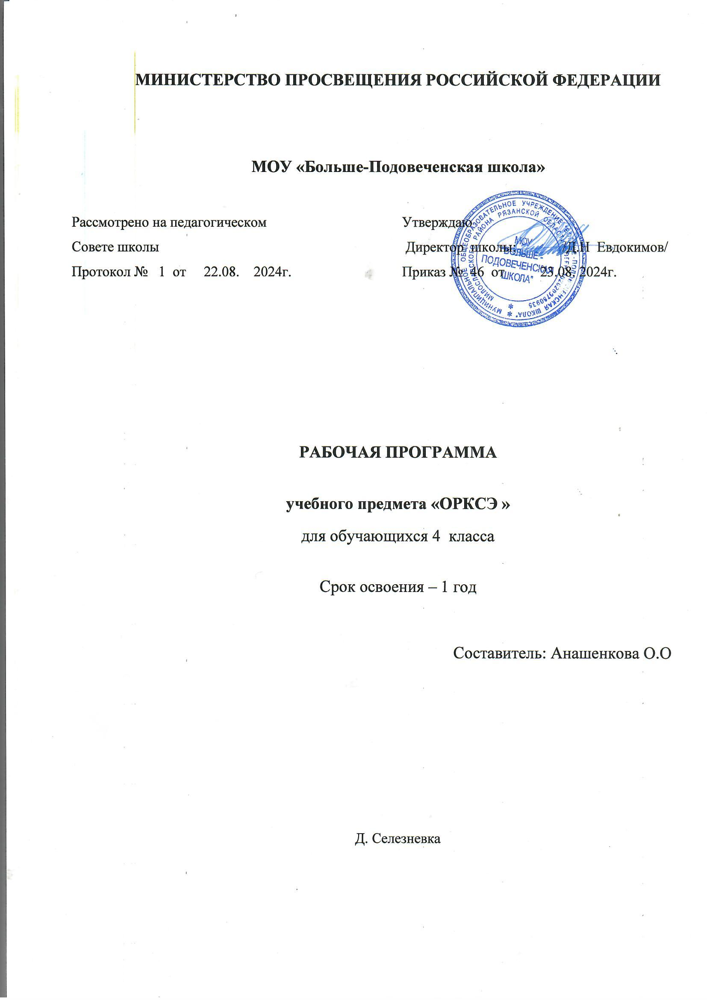 МИНИСТЕРСТВО ПРОСВЕЩЕНИЯ РОССИЙСКОЙ ФЕДЕРАЦИИ
МОУ «Больше-Подовеченская школа»
Рассмотрено на педагогическом
Совете школы
Протокол № 1 от 22.08. 2024г.
Утверждаю
Директор школы: /Д.Н Евдокимов/
Приказ № 46 от 23.08. 2024г.
МУНИЦИПАЛЬНОЕ ОБЩЕОБРАЗОВАТЕЛЬНОЕ УЧРЕЖДЕНИЕ
ШКОЛА"
МИЛОСЛАВСКОГО РАЙОНА РЯЗАНСКОЙ ОБЛАСТИ
МОУ
"БОЛЬШЕ-
ПОДОВЕЧЕНСКАЯ
ШКОЛА"
РАБОЧАЯ ПРОГРАММА
учебного предмета «ОРКСЭ »
для обучающихся 4 класса
Срок освоения – 1 год
Составитель: Анашенкова О.О
Д. Селезневка